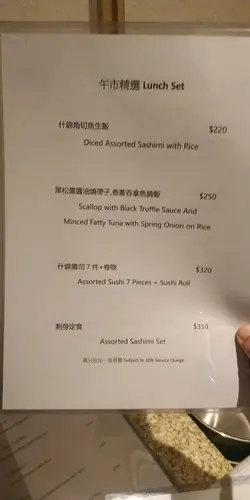 午市精選 Lunch Set
什錦角切魚生飯 $220
Diced Assorted Sashimi with Rice
黑松露醬油燒帶子,香蔥吞拿魚腩飯 $250
Scallop with Black Truffle Sauce And
Minced Fatty Tuna with Spring Onion on Rice
什錦壽司7件+卷物 $320
Assorted Sushi 7 Pieces + Sushi Roll
刺身定食 $350
Assorted Sashimi Set
Subject to 10% Service Charge